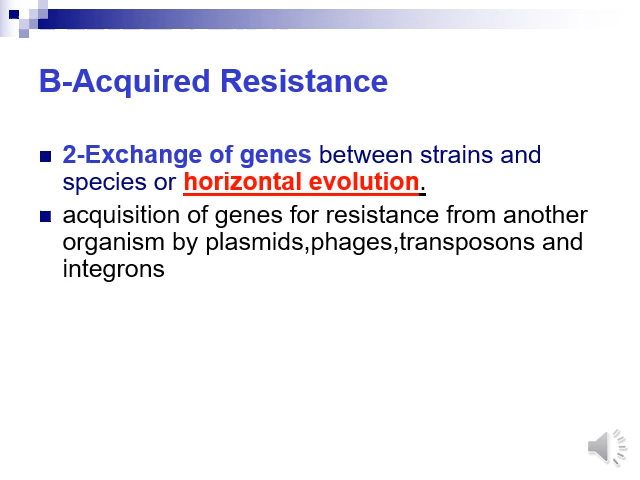 B-Acquired Resistance
2-Exchange of genes between strains and
species or horizontal evolution.
acquisition of genes for resistance from another
organism by plasmids,phages,transposons and
integrons